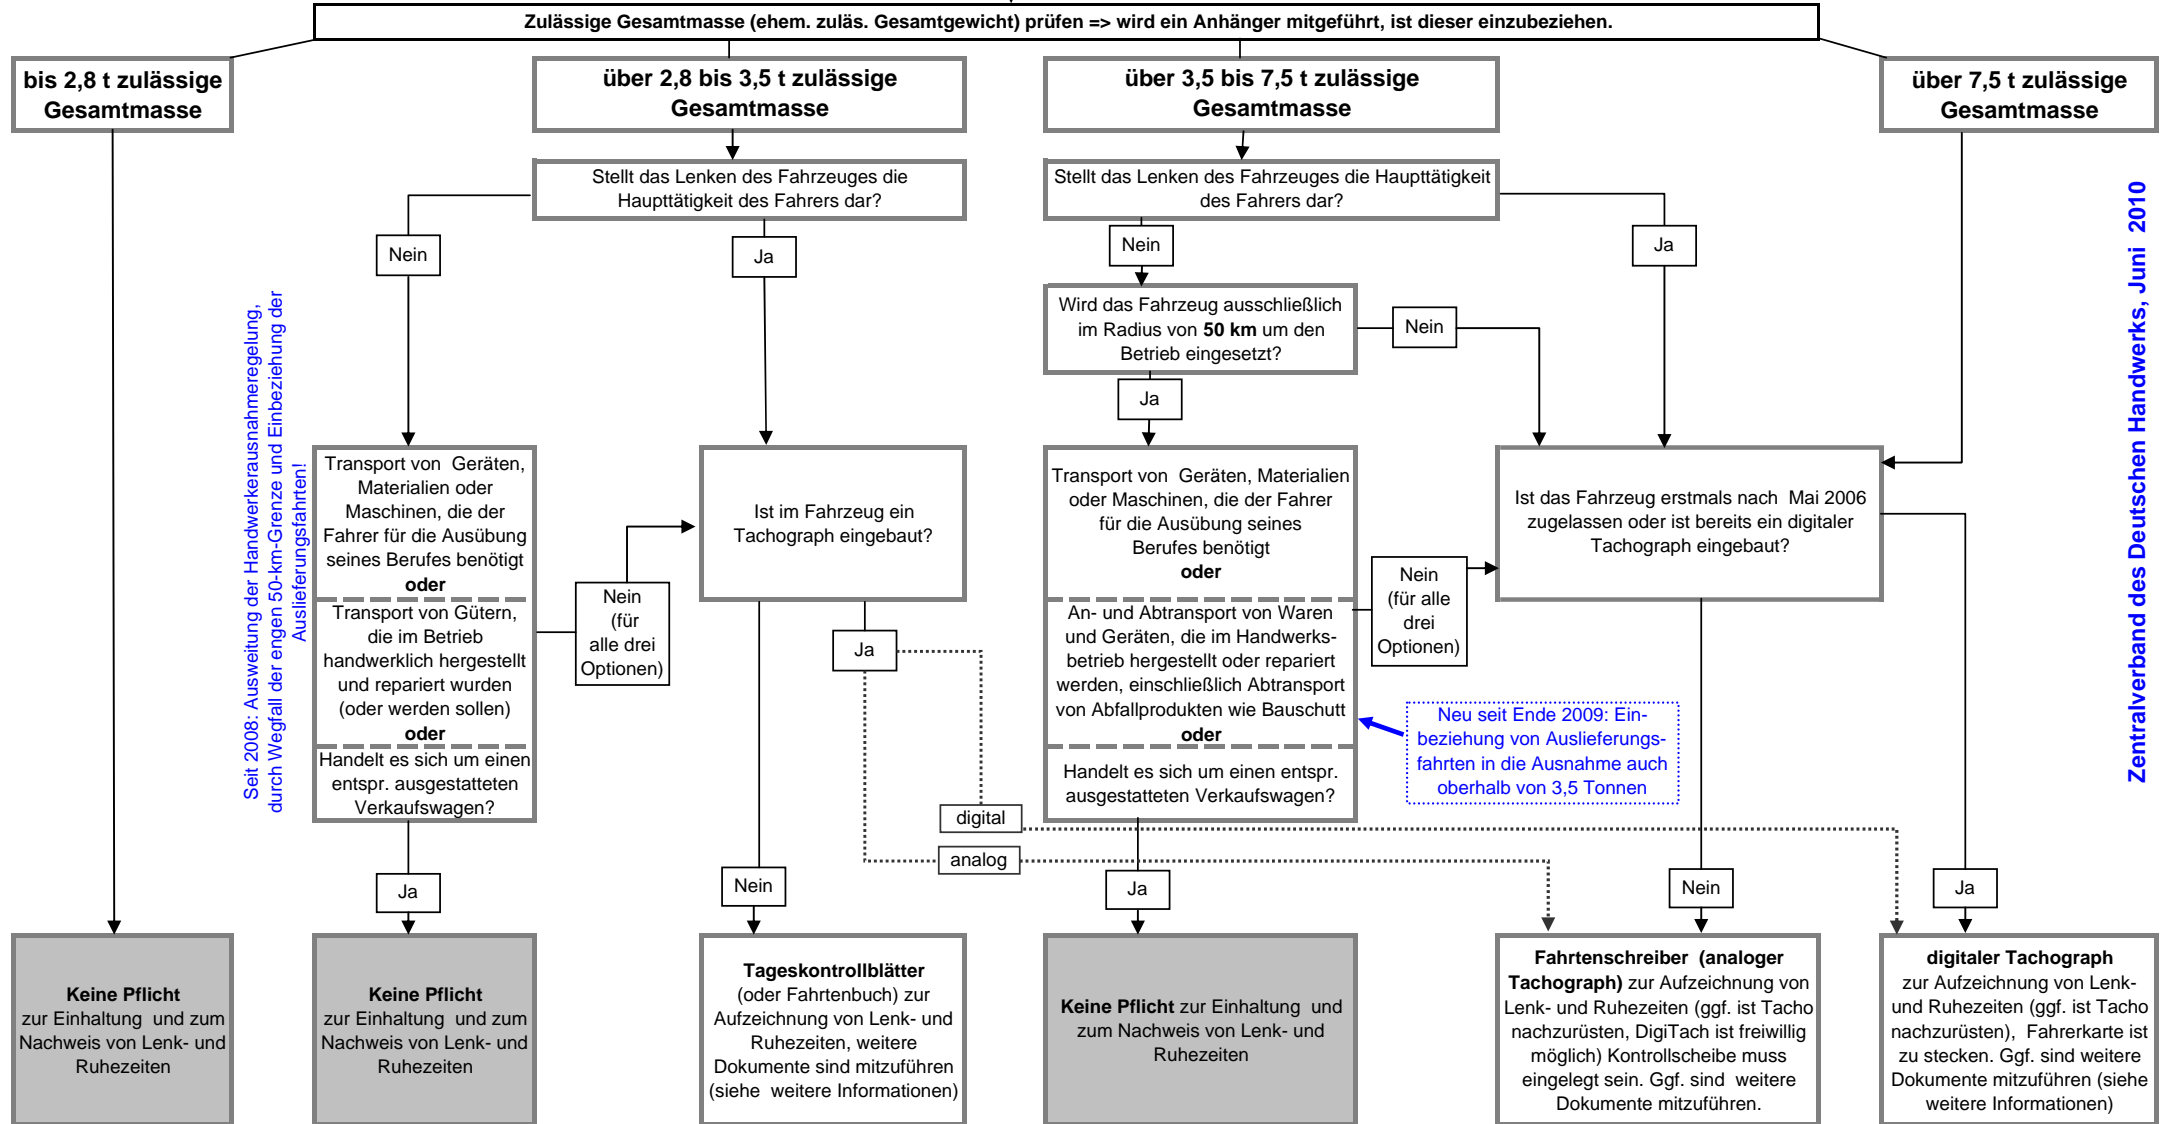 Zulässige Gesamtmasse (ehem. zuläs. Gesamtgewicht) prüfen => wird ein Anhänger mitgeführt, ist dieser einzubeziehen.
bis 2,8 t zulässige
Gesamtmasse
über 2,8 bis 3,5 t zulässige
Gesamtmasse
über 3,5 bis 7,5 t zulässige
Gesamtmasse
über 7,5 t zulässige
Gesamtmasse
Stellt das Lenken des Fahrzeuges die
Haupttätigkeit des Fahrers dar?
Stellt das Lenken des Fahrzeuges die Haupttätigkeit
des Fahrers dar?
Nein
Ja
Nein
Ja
Wird das Fahrzeug ausschließlich
im Radius von 50 km um den
Betrieb eingesetzt?
Nein
Ja
Seit 2008: Ausweitung der Handwerkerausnahmeregelung,
durch Wegfall der engen 50-km-Grenze und Einbeziehung der
Auslieferungsfahrten!
Transport von Geräten,
Materialien oder
Maschinen, die der
Fahrer für die Ausübung
seines Berufes benötigt
oder
Transport von Gütern,
die im Betrieb
handwerklich hergestellt
und repariert wurden
(oder werden sollen)
oder
Handelt es sich um einen
entspr. ausgestatteten
Verkaufswagen?
Nein
(für
alle drei
Optionen)
Ist im Fahrzeug ein
Tachograph eingebaut?
Ja
Transport von Geräten, Materialien
oder Maschinen, die der Fahrer
für die Ausübung seines
Berufes benötigt
oder
An- und Abtransport von Waren
und Geräten, die im Handwerks-
betrieb hergestellt oder repariert
werden, einschließlich Abtransport
von Abfallprodukten wie Bauschutt
oder
Handelt es sich um einen entspr.
ausgestatteten Verkaufswagen?
Nein
(für alle
drei
Optionen)
Ist das Fahrzeug erstmals nach Mai 2006
zugelassen oder ist bereits ein digitaler
Tachograph eingebaut?
Neu seit Ende 2009: Ein-
beziehung von Auslieferungs-
fahrten in die Ausnahme auch
oberhalb von 3,5 Tonnen
Zentralverband des Deutschen Handwerks, Juni 2010
digital
analog
Ja
Nein
Ja
Nein
Ja
Keine Pflicht
zur Einhaltung und zum
Nachweis von Lenk- und
Ruhezeiten
Keine Pflicht
zur Einhaltung und zum
Nachweis von Lenk- und
Ruhezeiten
Tageskontrollblätter
(oder Fahrtenbuch) zur
Aufzeichnung von Lenk- und
Ruhezeiten, weitere
Dokumente sind mitzuführen
(siehe weitere Informationen)
Keine Pflicht zur Einhaltung und
zum Nachweis von Lenk- und
Ruhezeiten
Fahrtenschreiber (analoger
Tachograph) zur Aufzeichnung von
Lenk- und Ruhezeiten (ggf. ist Tacho
nachzurüsten, DigiTach ist freiwillig
möglich) Kontrollscheibe muss
eingelegt sein. Ggf. sind weitere
Dokumente mitzuführen.
digitaler Tachograph
zur Aufzeichnung von Lenk-
und Ruhezeiten (ggf. ist Tacho
nachzurüsten), Fahrerkarte ist
zu stecken. Ggf. sind weitere
Dokumente mitzuführen (siehe
weitere Informationen)